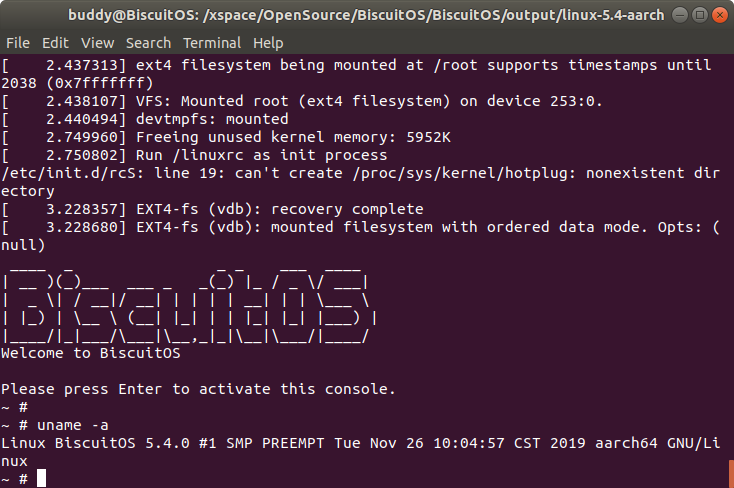 buddy@BiscuitOS: /xspace/OpenSource/BiscuitOS/BiscuitOS/output/linux-5.4-aarch
File Edit View Search Terminal Help
[    2.437313] ext4 filesystem being mounted at /root supports timestamps until
2038 (0x7fffffff)
[    2.438107] VFS: Mounted root (ext4 filesystem) on device 253:0.
[    2.440494] devtmpfs: mounted
[    2.749960] Freeing unused kernel memory: 5952K
[    2.750802] Run /linuxrc as init process
/etc/init.d/rcS: line 19: can't create /proc/sys/kernel/hotplug: nonexistent dir
ectory
[    3.228357] EXT4-fs (vdb): recovery complete
[    3.228680] EXT4-fs (vdb): mounted filesystem with ordered data mode. Opts: (
null)
BiscuitOS
Welcome to BiscuitOS
Please press Enter to activate this console.
~ #
~ # uname -a
Linux BiscuitOS 5.4.0 #1 SMP PREEMPT Tue Nov 26 10:04:57 CST 2019 aarch64 GNU/Li
nux
~ #